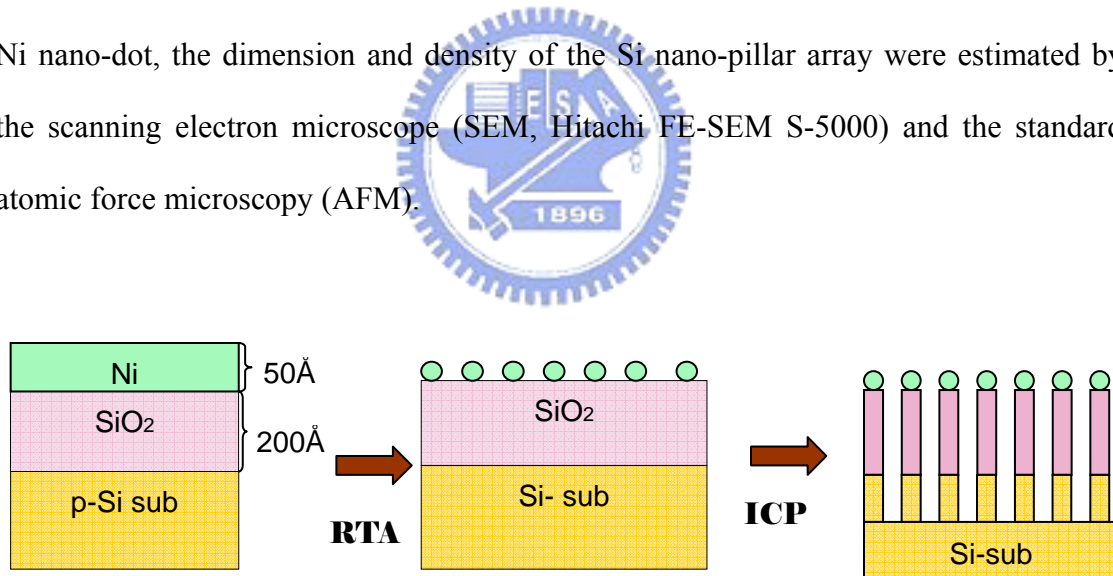 Ni nano-dot, the dimension and density of the Si nano-pillar array were estimated by
the scanning electron microscope (SEM, Hitachi FE-SEM S-5000) and the standard
atomic force microscopy (AFM).
E S A
1896
Ni
50Å
SiO2
200Å
p-Si sub
RTA
SiO2
Si- sub
ICP
Si-sub